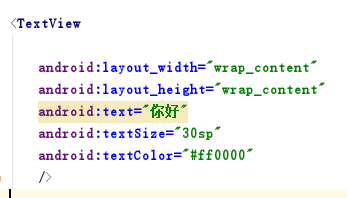 <TextView
android:layout_width="wrap_content"
android:layout_height="wrap_content"
android:text="你好"
android:textSize="30sp"
android:textColor="#ff0000"
/>